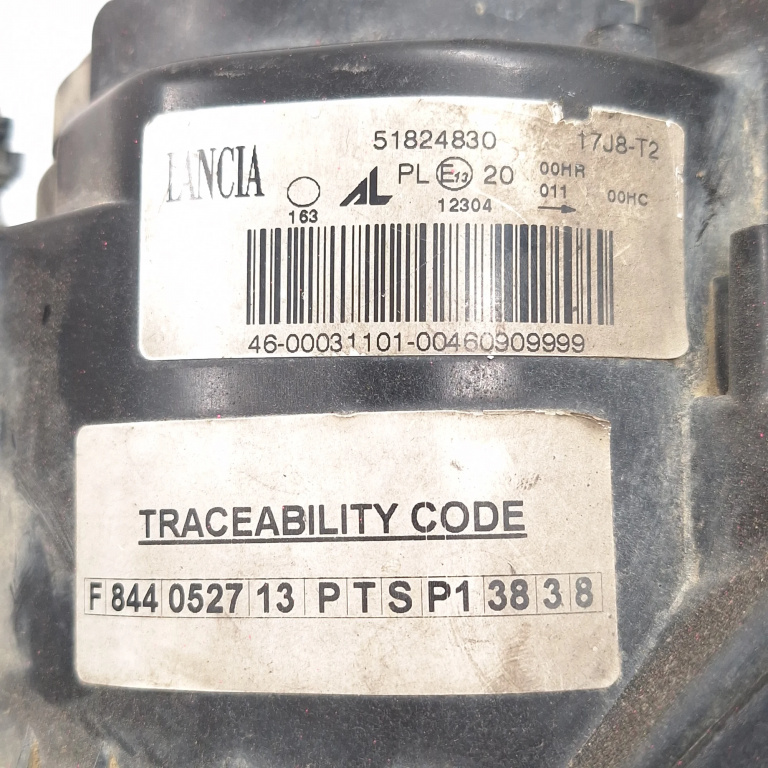 LANCIA
51824830 17J8-T2
163 AL PL E13 20 00HR
12304 011 → 00HC
46-00031101-00460909999
TRACEABILITY CODE
F 844 0527 13 P T S P1 38 3 8